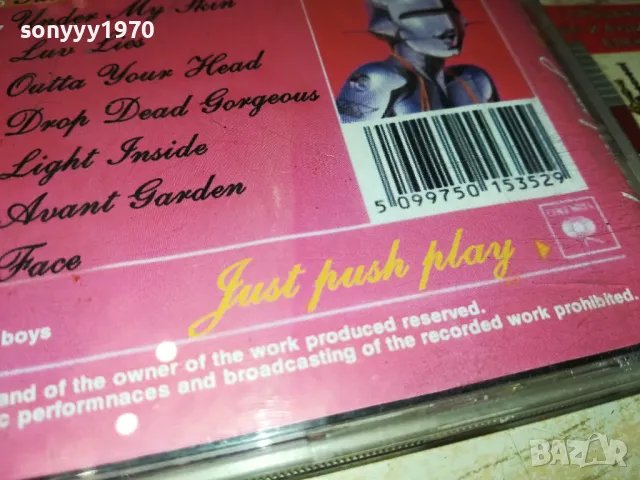 sonyyy1970
Under My Skin
Luv Lies
Outta Your Head
Drop Dead Gorgeous
Light Inside
Avant Garden
Face
5 099750 153529
COLUMBIA
Just push play
boys
and of the owner of the work produced reserved.
c performnaces and broadcasting of the recorded work prohibited.
BAZAR